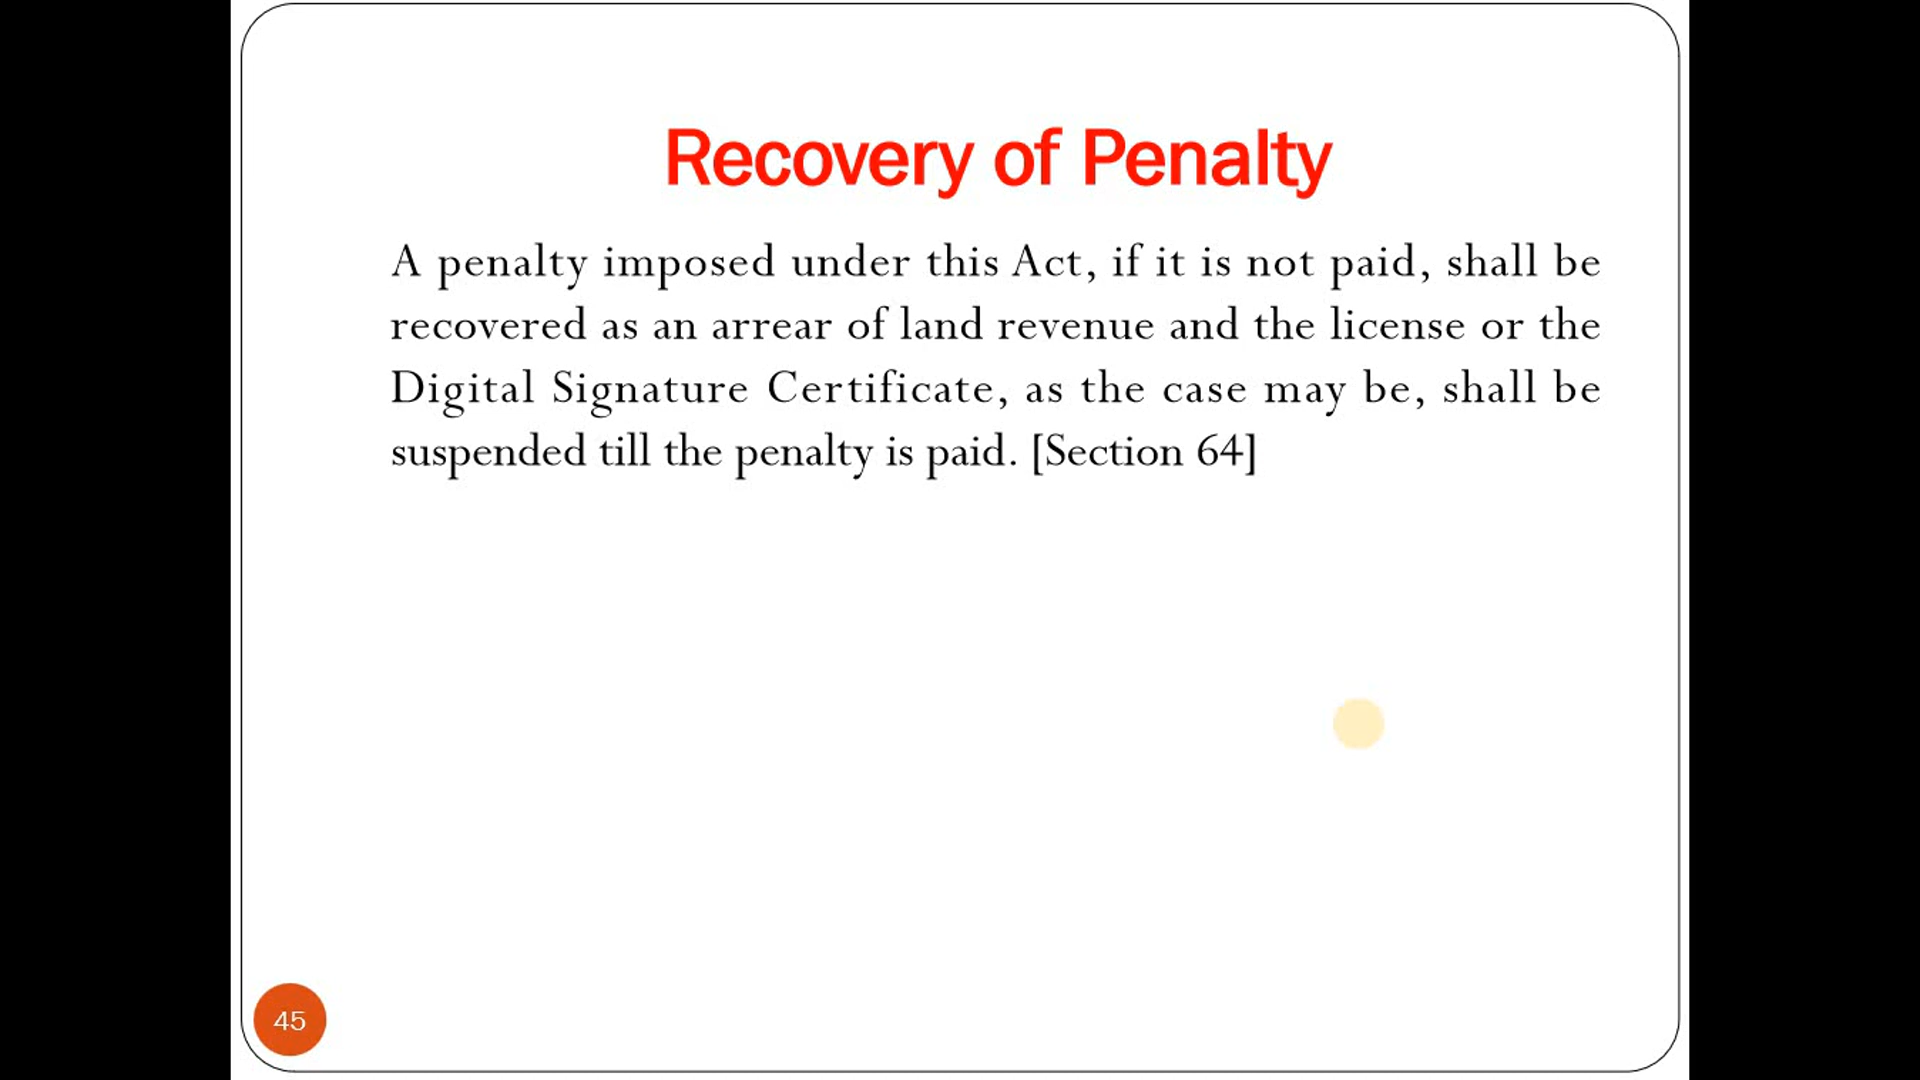 Recovery of Penalty
A penalty imposed under this Act, if it is not paid, shall be
recovered as an arrear of land revenue and the license or the
Digital Signature Certificate, as the case may be, shall be
suspended till the penalty is paid. [Section 64]
45